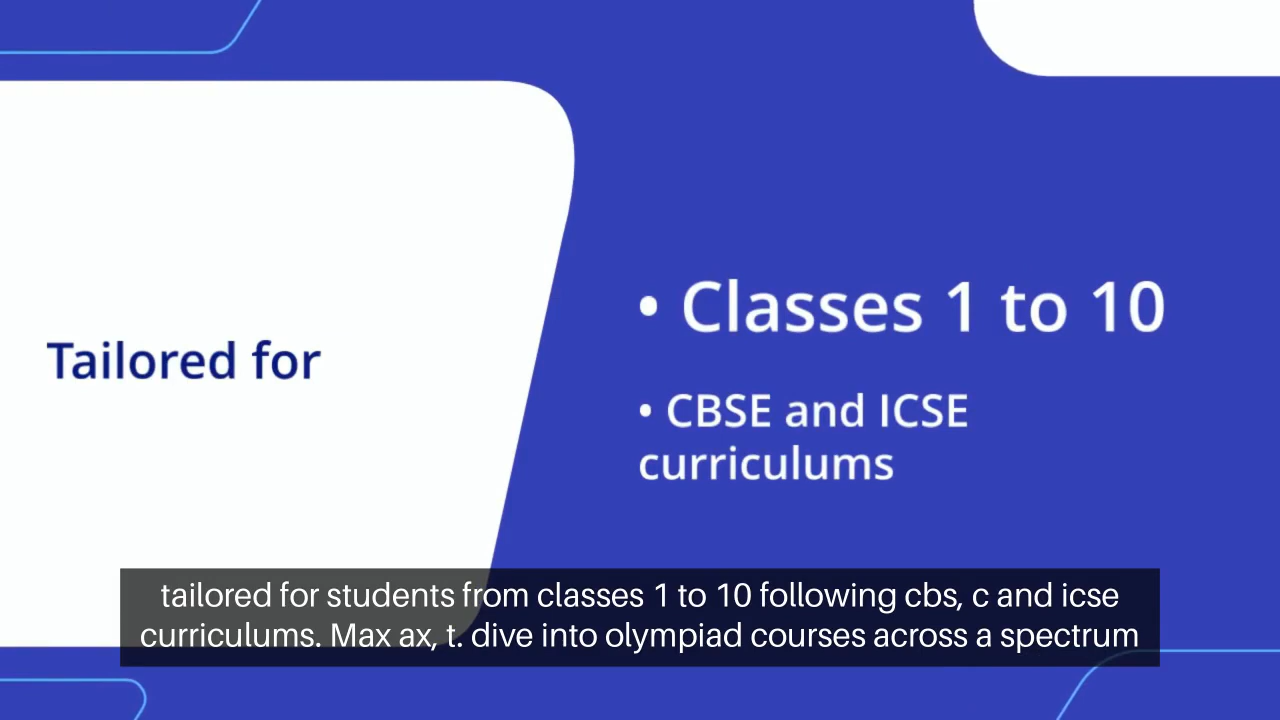 Tailored for
• Classes 1 to 10
• CBSE and ICSE
curriculums
tailored for students from classes 1 to 10 following cbs, c and icse
curriculums. Max ax, t. dive into olympiad courses across a spectrum